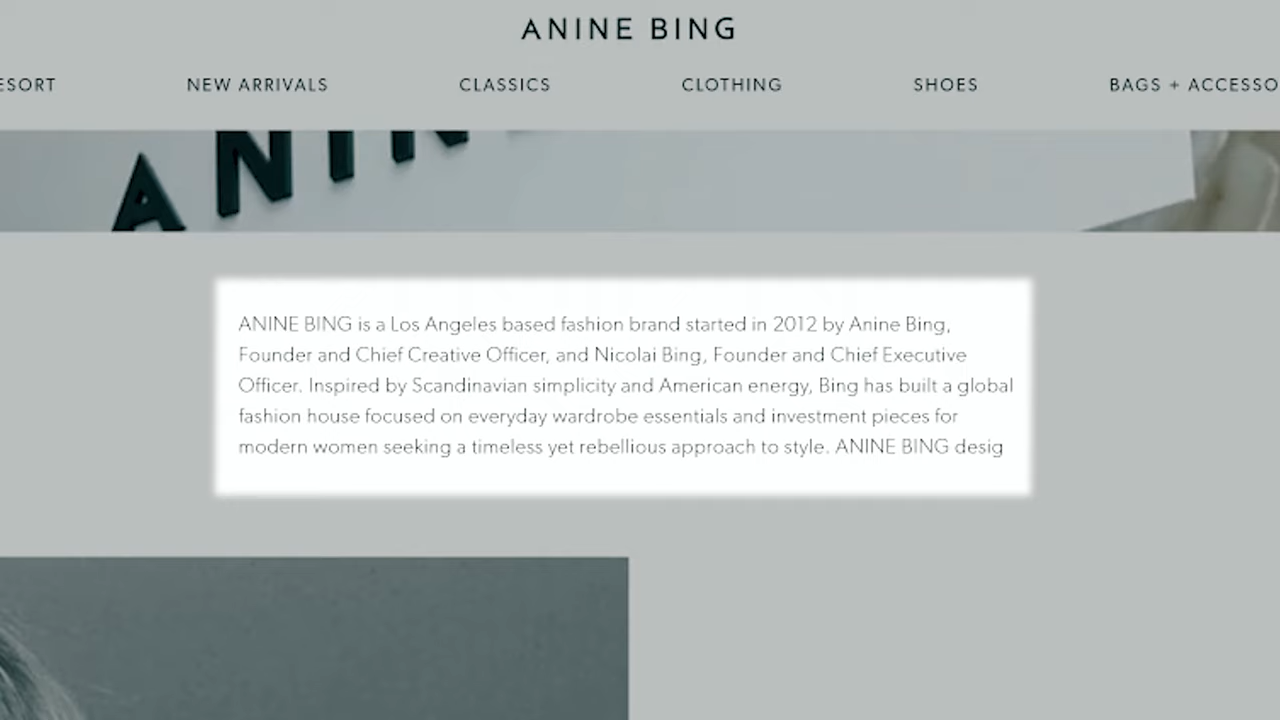 ANINE BING
ESORT NEW ARRIVALS CLASSICS CLOTHING SHOES BAGS + ACCESSO
ANIN
ANINE BING is a Los Angeles based fashion brand started in 2012 by Anine Bing,
Founder and Chief Creative Officer, and Nicolai Bing, Founder and Chief Executive
Officer. Inspired by Scandinavian simplicity and American energy, Bing has built a global
fashion house focused on everyday wardrobe essentials and investment pieces for
modern women seeking a timeless yet rebellious approach to style. ANINE BING desig